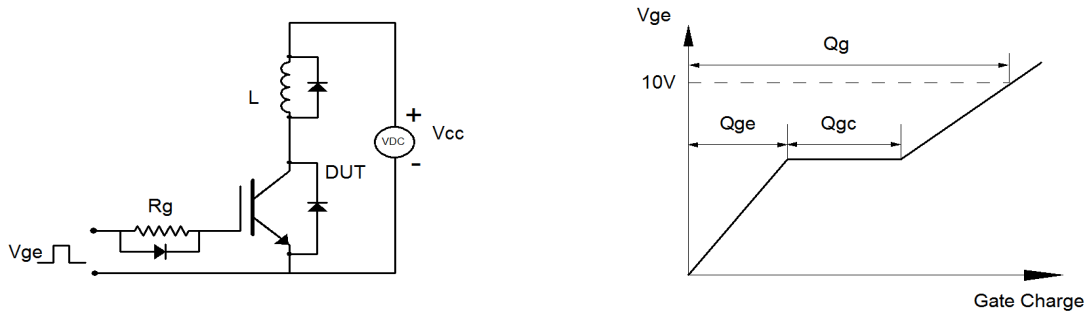 L
+
VDC
Vcc
-
DUT
Rg
Vge
Vge
Qg
10V
Qge
Qgc
Gate Charge